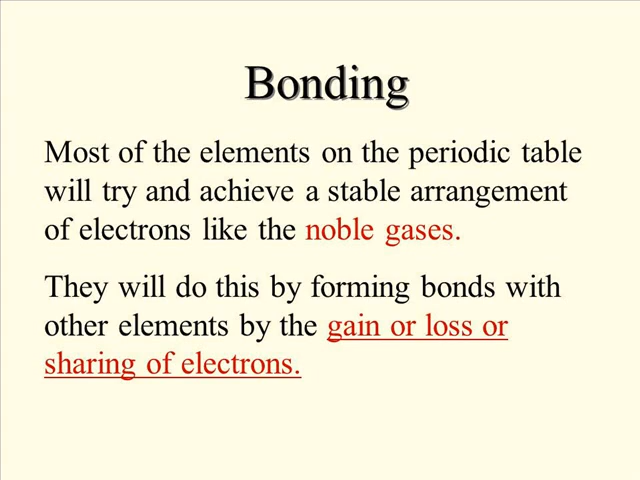 Bonding
Most of the elements on the periodic table
will try and achieve a stable arrangement
of electrons like the noble gases.
They will do this by forming bonds with
other elements by the gain or loss or
sharing of electrons.